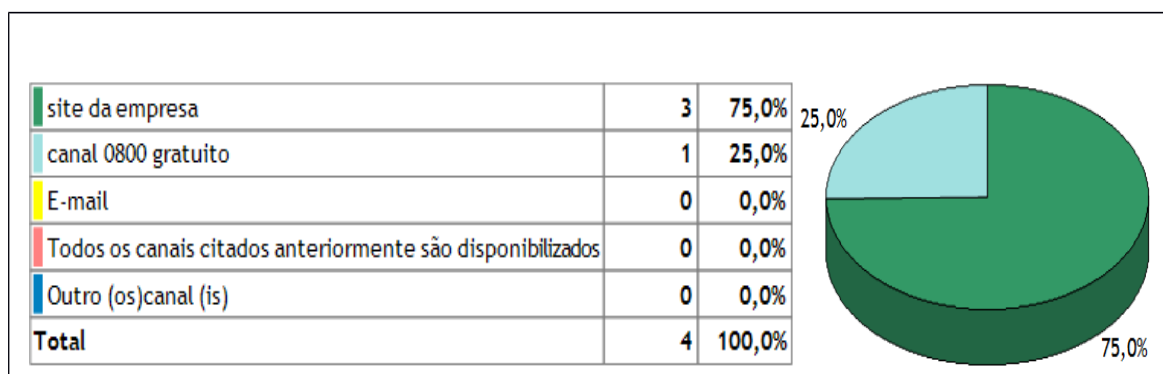 site da empresa 3 75,0%
canal 0800 gratuito 1 25,0%
E-mail 0 0,0%
Todos os canais citados anteriormente são disponibilizados 0 0,0%
Outro (os)canal (is) 0 0,0%
Total 4 100,0%
25,0%
75,0%